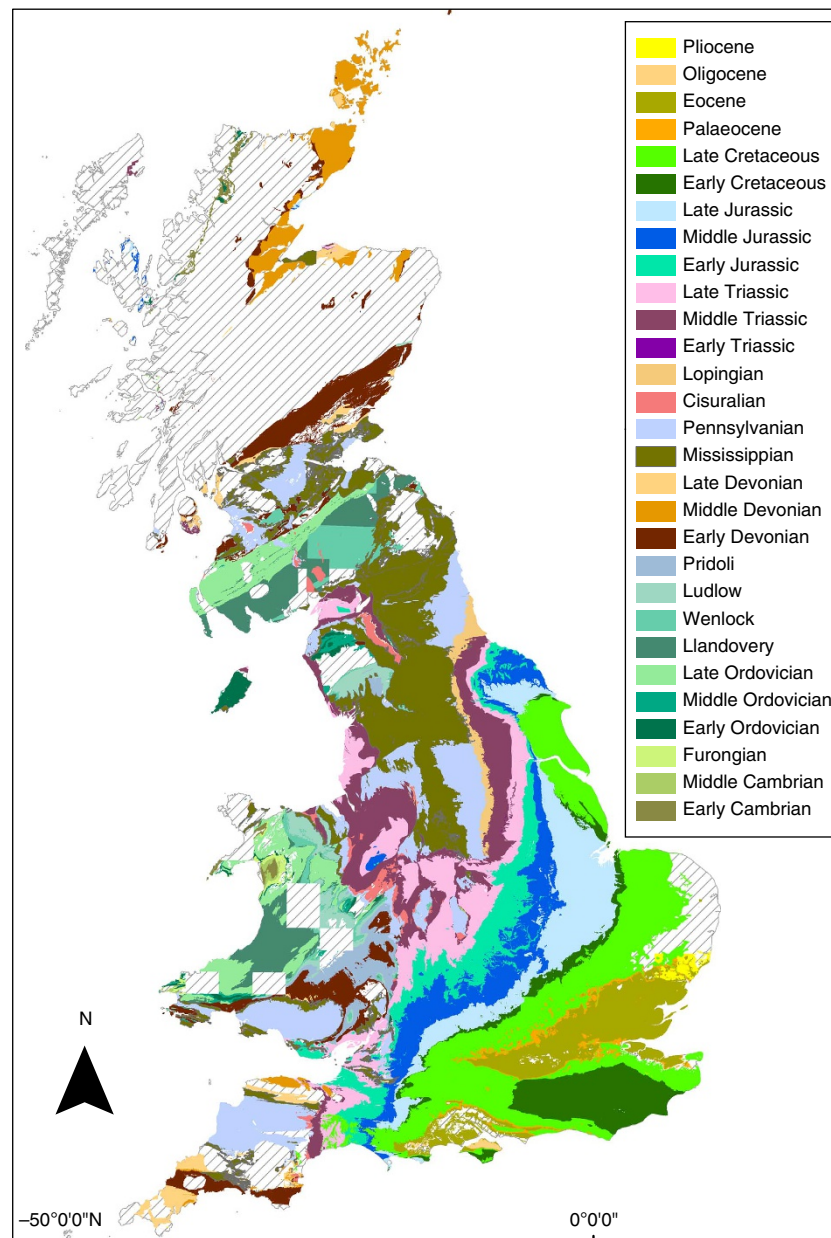 Pliocene
Oligocene
Eocene
Palaeocene
Late Cretaceous
Early Cretaceous
Late Jurassic
Middle Jurassic
Early Jurassic
Late Triassic
Middle Triassic
Early Triassic
Lopingian
Cisuralian
Pennsylvanian
Mississippian
Late Devonian
Middle Devonian
Early Devonian
Pridoli
Ludlow
Wenlock
Llandovery
Late Ordovician
Middle Ordovician
Early Ordovician
Furongian
Middle Cambrian
Early Cambrian
N
–50°0'0"N
0°0'0"